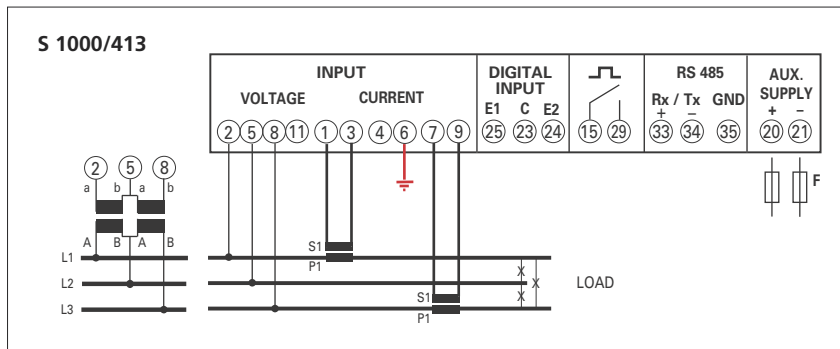 S 1000/413
INPUT
DIGITAL INPUT
RS 485
AUX. SUPPLY
VOLTAGE CURRENT
E1 C E2
Rx / Tx GND
+ −
+ −
2 5 8 11 1 3 4 6 7 9 25 23 24 15 29 33 34 35 20 21
2 5 8
a b a b
F
A B A B
S1
L1
P1
X
L2
X
LOAD
S1
X
L3
P1